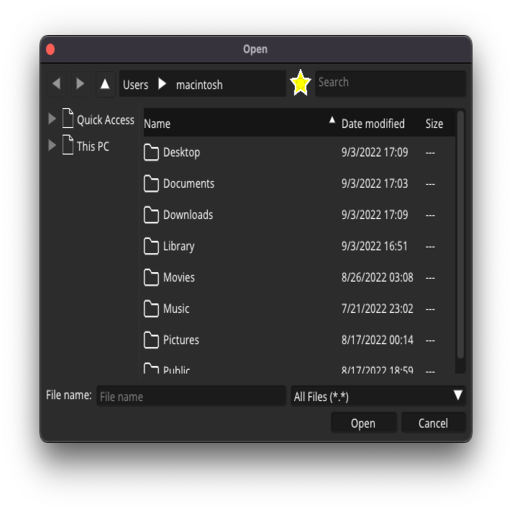 Open
Users macintosh Search
Quick Access
This PC
Name Date modified Size
Desktop 9/3/2022 17:09 ---
Documents 9/3/2022 17:03 ---
Downloads 9/3/2022 17:09 ---
Library 9/3/2022 16:51 ---
Movies 8/26/2022 03:08 ---
Music 7/21/2022 23:02 ---
Pictures 8/17/2022 00:14 ---
Public 8/17/2022 18:59 ---
File name: File name All Files (*.*)
Open Cancel